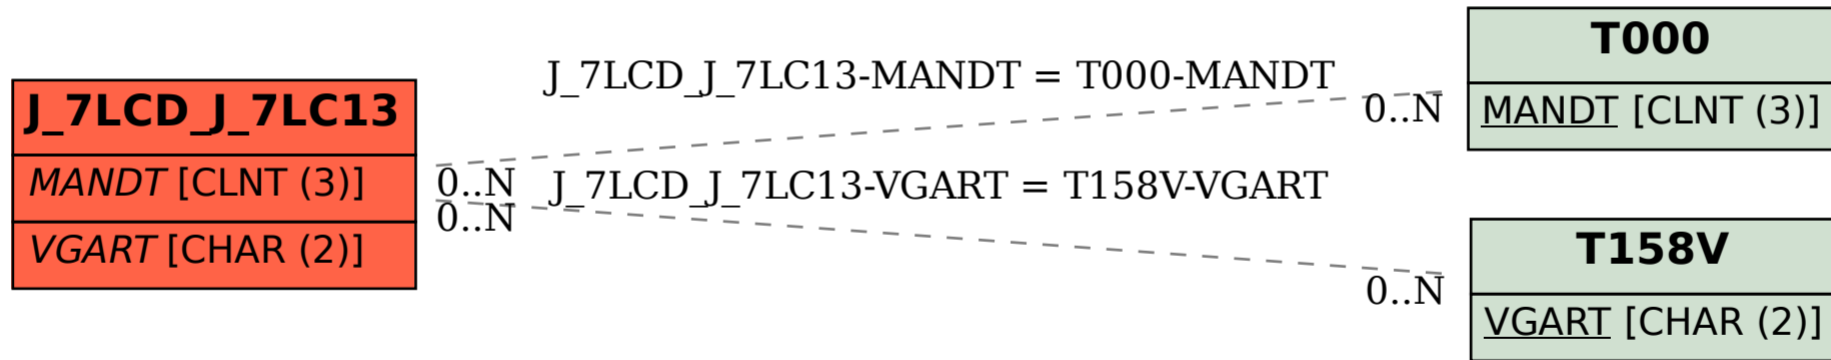 J_7LCD_J_7LC13
MANDT [CLNT (3)]
VGART [CHAR (2)]
J_7LCD_J_7LC13-MANDT = T000-MANDT
0..N
0..N
J_7LCD_J_7LC13-VGART = T158V-VGART
0..N
0..N
T000
MANDT [CLNT (3)]
T158V
VGART [CHAR (2)]